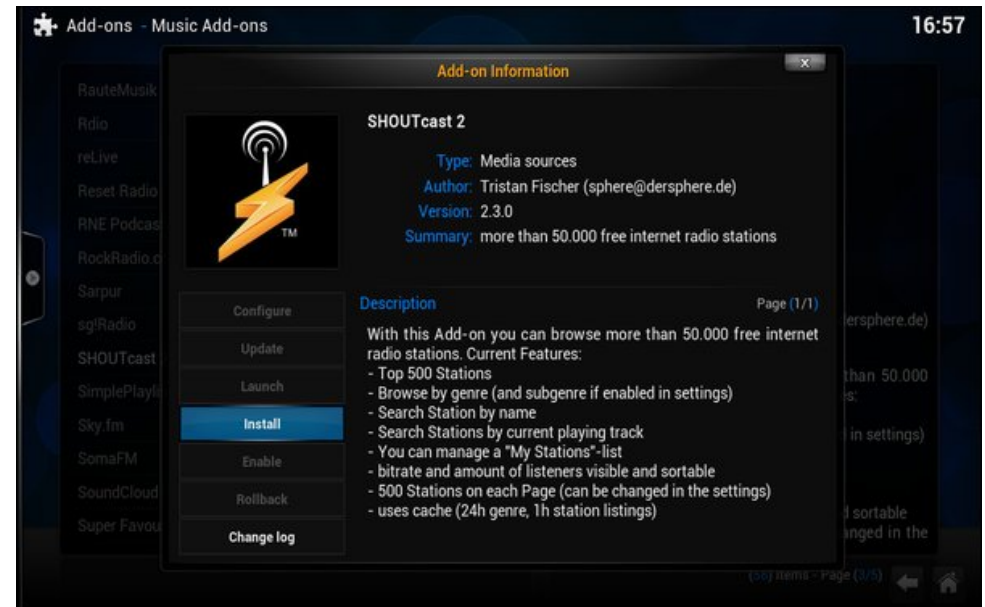 Add-ons - Music Add-ons
16:57
Add-on Information
x
RauteMusik
Rdio
reLive
Reset Radio
RNE Podcas
RockRadio.c
Sarpur
sg!Radio
SHOUTcast
SimplePlayli
Sky.fm
SomaFM
SoundCloud
Super Favou
TM
SHOUTcast 2
Type: Media sources
Author: Tristan Fischer (sphere@dersphere.de)
Version: 2.3.0
Summary: more than 50.000 free internet radio stations
Configure
Update
Launch
Install
Enable
Rollback
Change log
Description
Page (1/1)
With this Add-on you can browse more than 50.000 free internet
radio stations. Current Features:
- Top 500 Stations
- Browse by genre (and subgenre if enabled in settings)
- Search Station by name
- Search Stations by current playing track
- You can manage a "My Stations"-list
- bitrate and amount of listeners visible and sortable
- 500 Stations on each Page (can be changed in the settings)
- uses cache (24h genre, 1h station listings)
ersphere.de)
than 50.000
s:
in settings)
d sortable
anged in the
(56) items - Page (3/5)